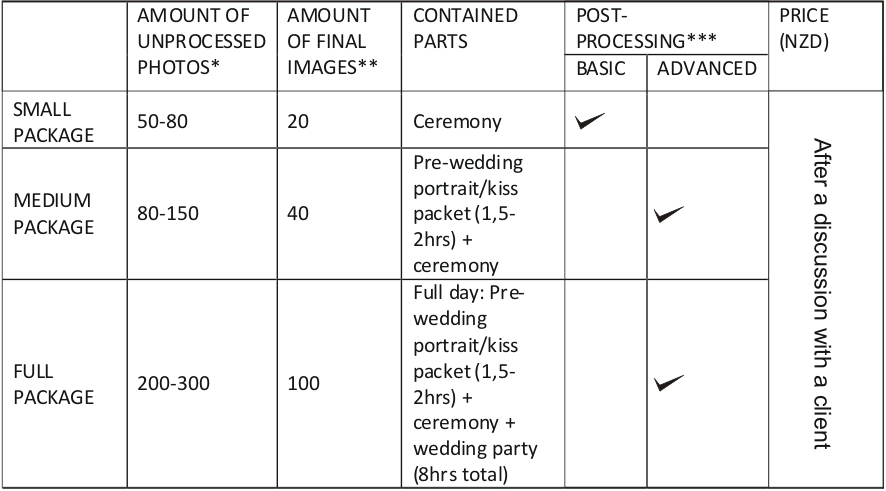 AMOUNT OF
UNPROCESSED
PHOTOS*
AMOUNT
OF FINAL
IMAGES**
CONTAINED
PARTS
POST-
PROCESSING***
BASIC
ADVANCED
PRICE
(NZD)
SMALL
PACKAGE
50-80
20
Ceremony
MEDIUM
PACKAGE
80-150
40
Pre-wedding
portrait/kiss
packet (1,5-
2hrs) +
ceremony
FULL
PACKAGE
200-300
100
Full day: Pre-
wedding
portrait/kiss
packet (1,5-
2hrs) +
ceremony +
wedding party
(8hrs total)
After a discussion with a client